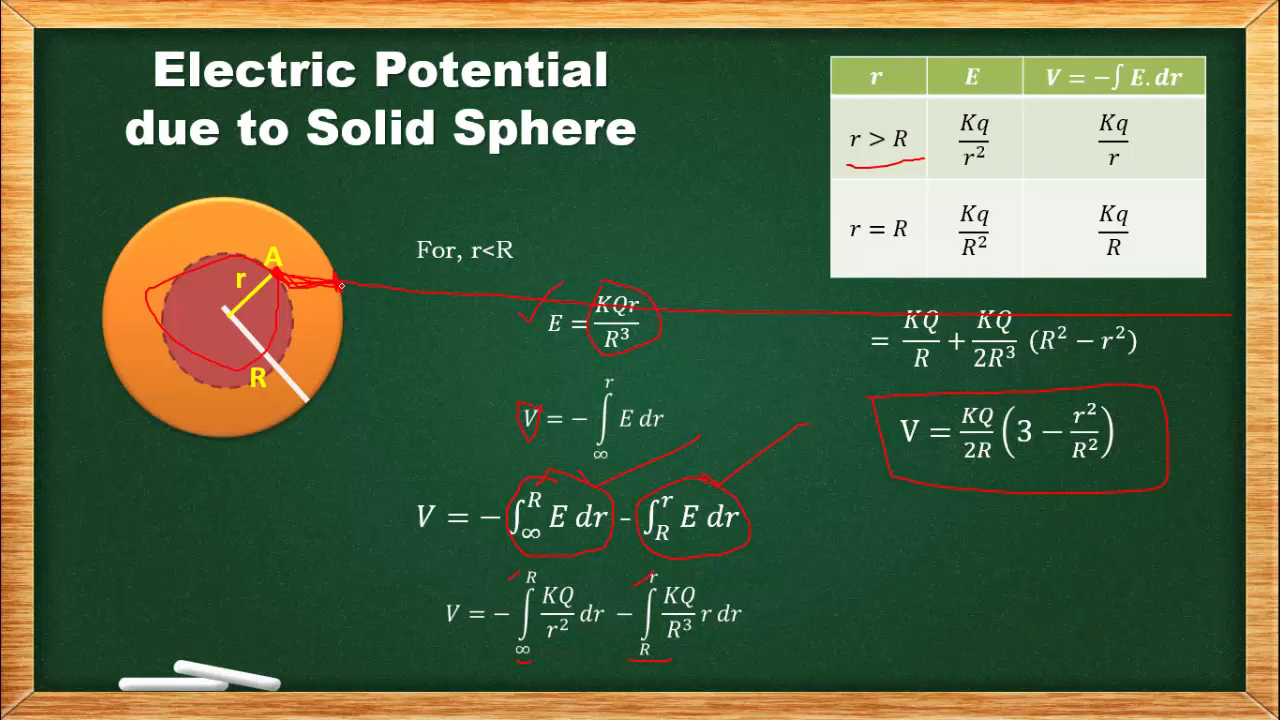 Electric Potential
due to Solid Sphere
r E V = −∫ E. dr
r > R Kq/r² Kq/r
r = R Kq/R² Kq/R
A
r
R
For, r<R
E = KQr/R³
V = − ∫_∞^r E dr
V = − ∫_∞^R E dr − ∫_R^r E dr
V = − ∫_∞^R KQ/r² dr − ∫_R^r KQ/R³ r dr
= KQ/R + KQ/2R³ (R² − r²)
V = KQ/2R (3 − r²/R²)